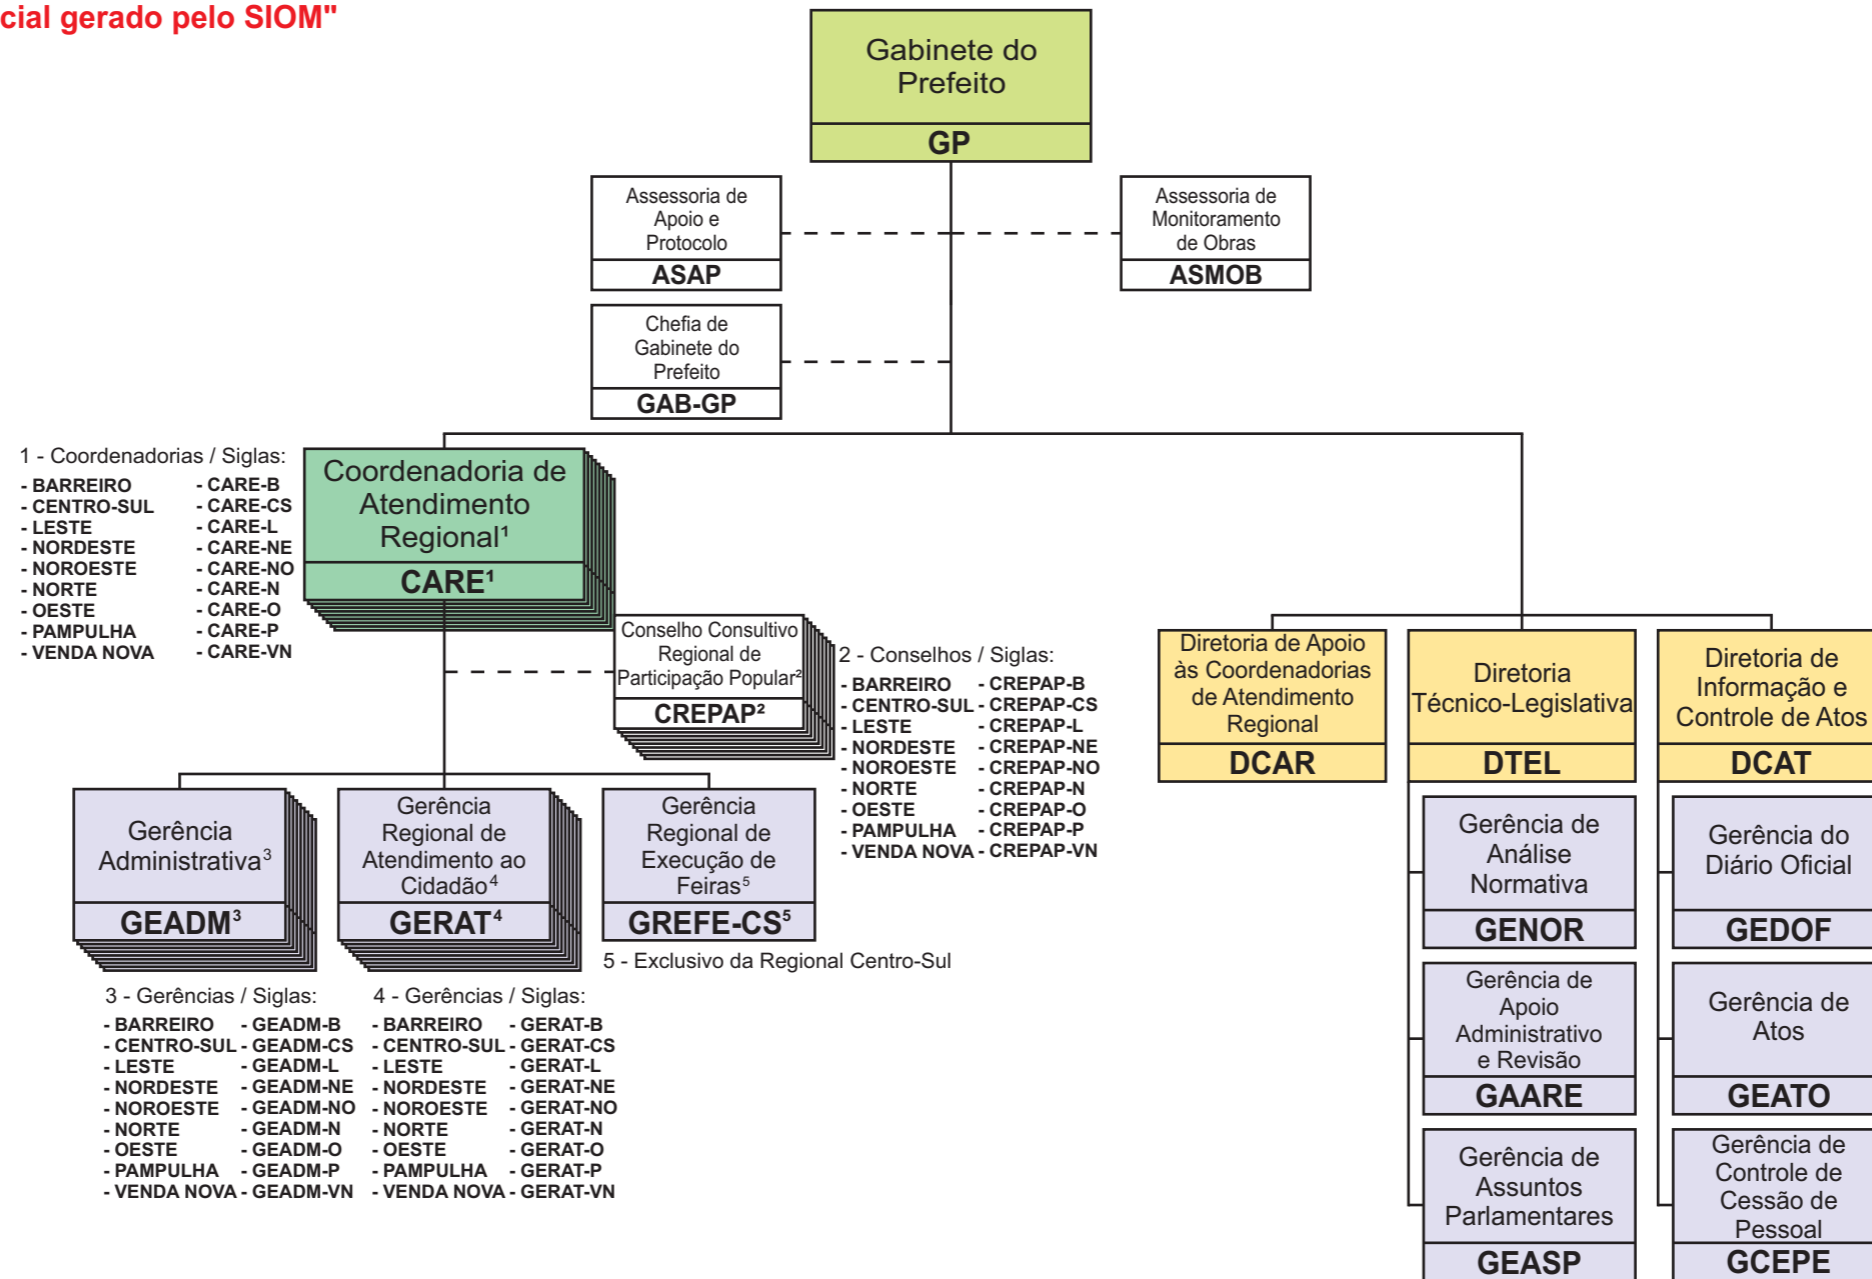 cial gerado pelo SIOM"
Gabinete do
Prefeito
GP
Assessoria de
Apoio e
Protocolo
ASAP
Assessoria de
Monitoramento
de Obras
ASMOB
Chefia de
Gabinete do
Prefeito
GAB-GP
1 - Coordenadorias / Siglas:
- BARREIRO - CARE-B
- CENTRO-SUL - CARE-CS
- LESTE - CARE-L
- NORDESTE - CARE-NE
- NOROESTE - CARE-NO
- NORTE - CARE-N
- OESTE - CARE-O
- PAMPULHA - CARE-P
- VENDA NOVA - CARE-VN
Coordenadoria de
Atendimento
Regional¹
CARE¹
Conselho Consultivo
Regional de
Participação Popular²
CREPAP²
2 - Conselhos / Siglas:
- BARREIRO - CREPAP-B
- CENTRO-SUL - CREPAP-CS
- LESTE - CREPAP-L
- NORDESTE - CREPAP-NE
- NOROESTE - CREPAP-NO
- NORTE - CREPAP-N
- OESTE - CREPAP-O
- PAMPULHA - CREPAP-P
- VENDA NOVA - CREPAP-VN
Gerência
Administrativa³
GEADM³
Gerência
Regional de
Atendimento ao
Cidadão⁴
GERAT⁴
Gerência
Regional de
Execução de
Feiras⁵
GREFE-CS⁵
5 - Exclusivo da Regional Centro-Sul
3 - Gerências / Siglas:
- BARREIRO - GEADM-B
- CENTRO-SUL - GEADM-CS
- LESTE - GEADM-L
- NORDESTE - GEADM-NE
- NOROESTE - GEADM-NO
- NORTE - GEADM-N
- OESTE - GEADM-O
- PAMPULHA - GEADM-P
- VENDA NOVA - GEADM-VN
4 - Gerências / Siglas:
- BARREIRO - GERAT-B
- CENTRO-SUL - GERAT-CS
- LESTE - GERAT-L
- NORDESTE - GERAT-NE
- NOROESTE - GERAT-NO
- NORTE - GERAT-N
- OESTE - GERAT-O
- PAMPULHA - GERAT-P
- VENDA NOVA - GERAT-VN
Diretoria de Apoio
às Coordenadorias
de Atendimento
Regional
DCAR
Diretoria
Técnico-Legislativa
DTEL
Gerência de
Análise
Normativa
GENOR
Gerência de
Apoio
Administrativo
e Revisão
GAARE
Gerência de
Assuntos
Parlamentares
GEASP
Diretoria de
Informação e
Controle de Atos
DCAT
Gerência do
Diário Oficial
GEDOF
Gerência de
Atos
GEATO
Gerência de
Controle de
Cessão de
Pessoal
GCEPE